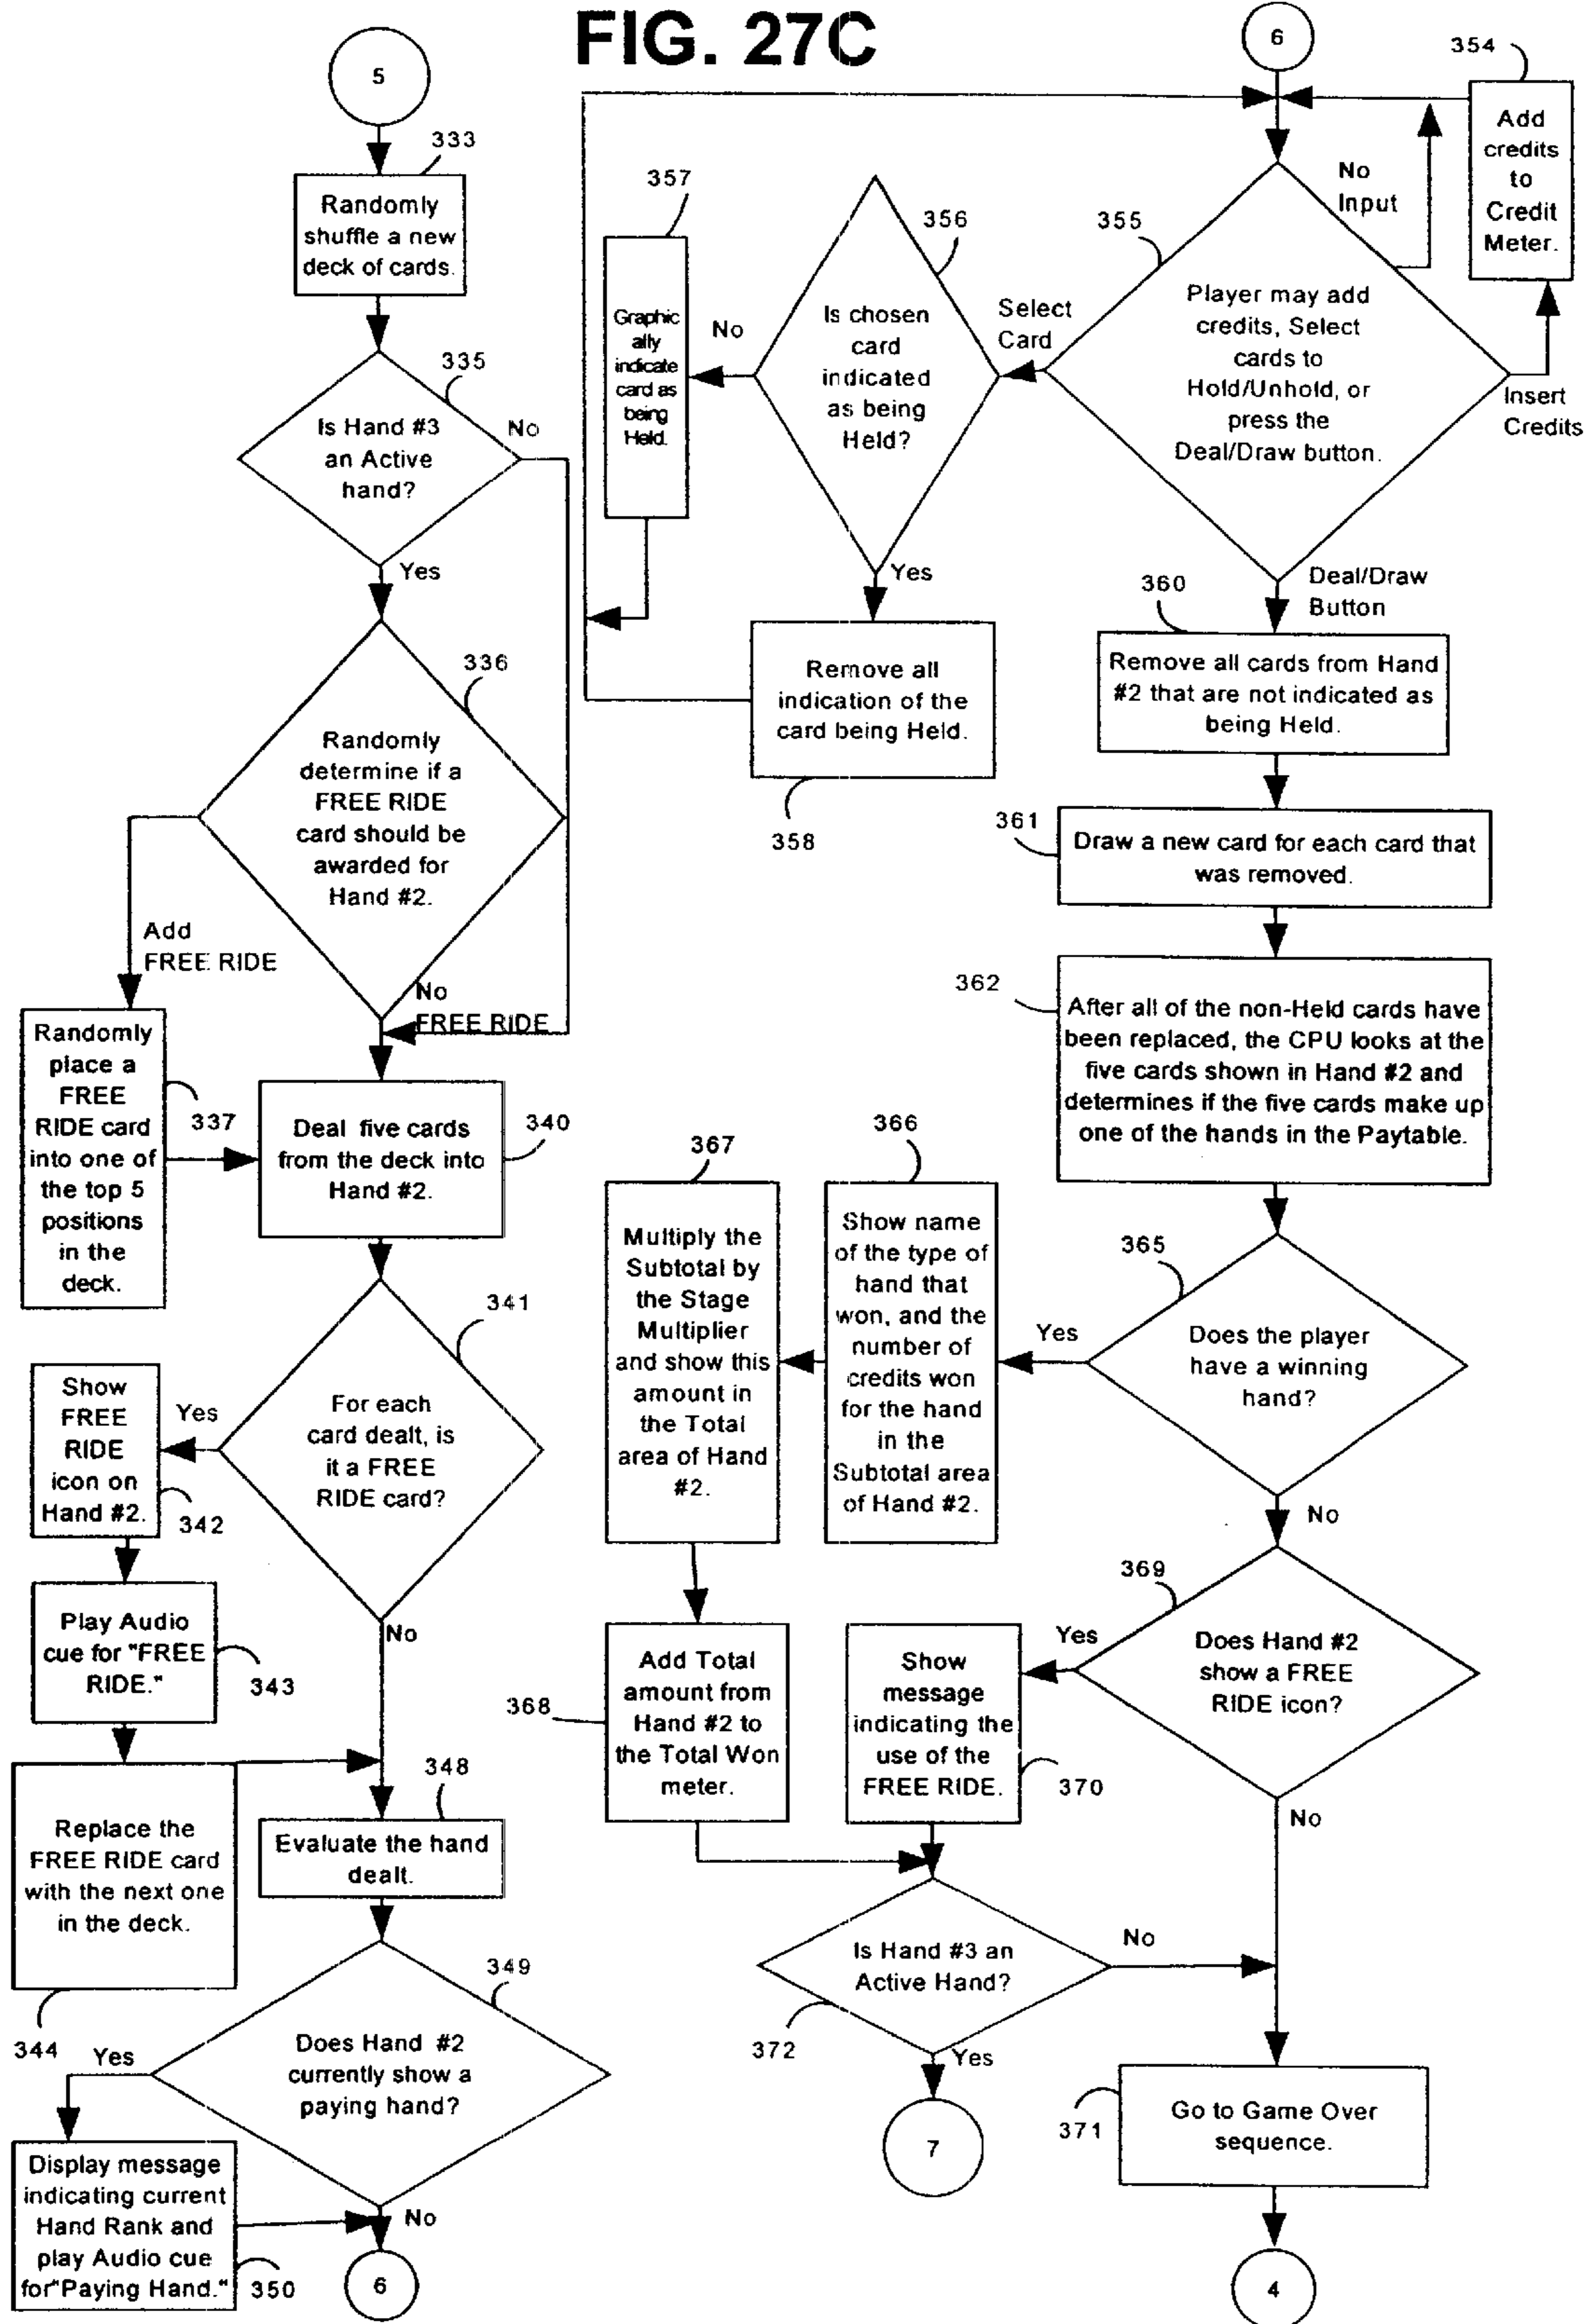 FIG. 27C
5
333
Randomly
shuffle a new
deck of cards.
335
Is Hand #3
an Active
hand?
No
Yes
336
Randomly
determine if a
FREE RIDE
card should be
awarded for
Hand #2.
Add
FREE RIDE
No
FREE RIDE
Randomly
place a
FREE
RIDE card
into one of
the top 5
positions
in the
deck.
337
Deal five cards
from the deck into
Hand #2.
340
341
For each
card dealt, is
it a FREE
RIDE card?
Yes
Show
FREE
RIDE
icon on
Hand #2.
342
Play Audio
cue for "FREE
RIDE."
343
No
Replace the
FREE RIDE card
with the next one
in the deck.
344
348
Evaluate the hand
dealt.
349
Does Hand #2
currently show a
paying hand?
Yes
Display message
indicating current
Hand Rank and
play Audio cue
for"Paying Hand."
350
No
6
6
354
Add
credits
to
Credit
Meter.
No
Input
355
Player may add
credits, Select
cards to
Hold/Unhold, or
press the
Deal/Draw button.
Insert
Credits
Select
Card
356
Is chosen
card
indicated
as being
Held?
No
357
Graphic
ally
indicate
card as
being
Held.
Yes
Remove all
indication of the
card being Held.
358
Deal/Draw
Button
360
Remove all cards from Hand
#2 that are not indicated as
being Held.
361
Draw a new card for each card that
was removed.
362
After all of the non-Held cards have
been replaced, the CPU looks at the
five cards shown in Hand #2 and
determines if the five cards make up
one of the hands in the Paytable.
365
Does the player
have a winning
hand?
Yes
366
Show name
of the type of
hand that
won, and the
number of
credits won
for the hand
in the
Subtotal area
of Hand #2.
367
Multiply the
Subtotal by
the Stage
Multiplier
and show this
amount in
the Total
area of Hand
#2.
368
Add Total
amount from
Hand #2 to
the Total Won
meter.
No
369
Does Hand #2
show a FREE
RIDE icon?
Yes
Show
message
indicating the
use of the
FREE RIDE.
370
No
Is Hand #3 an
Active Hand?
372
No
Yes
7
371
Go to Game Over
sequence.
4